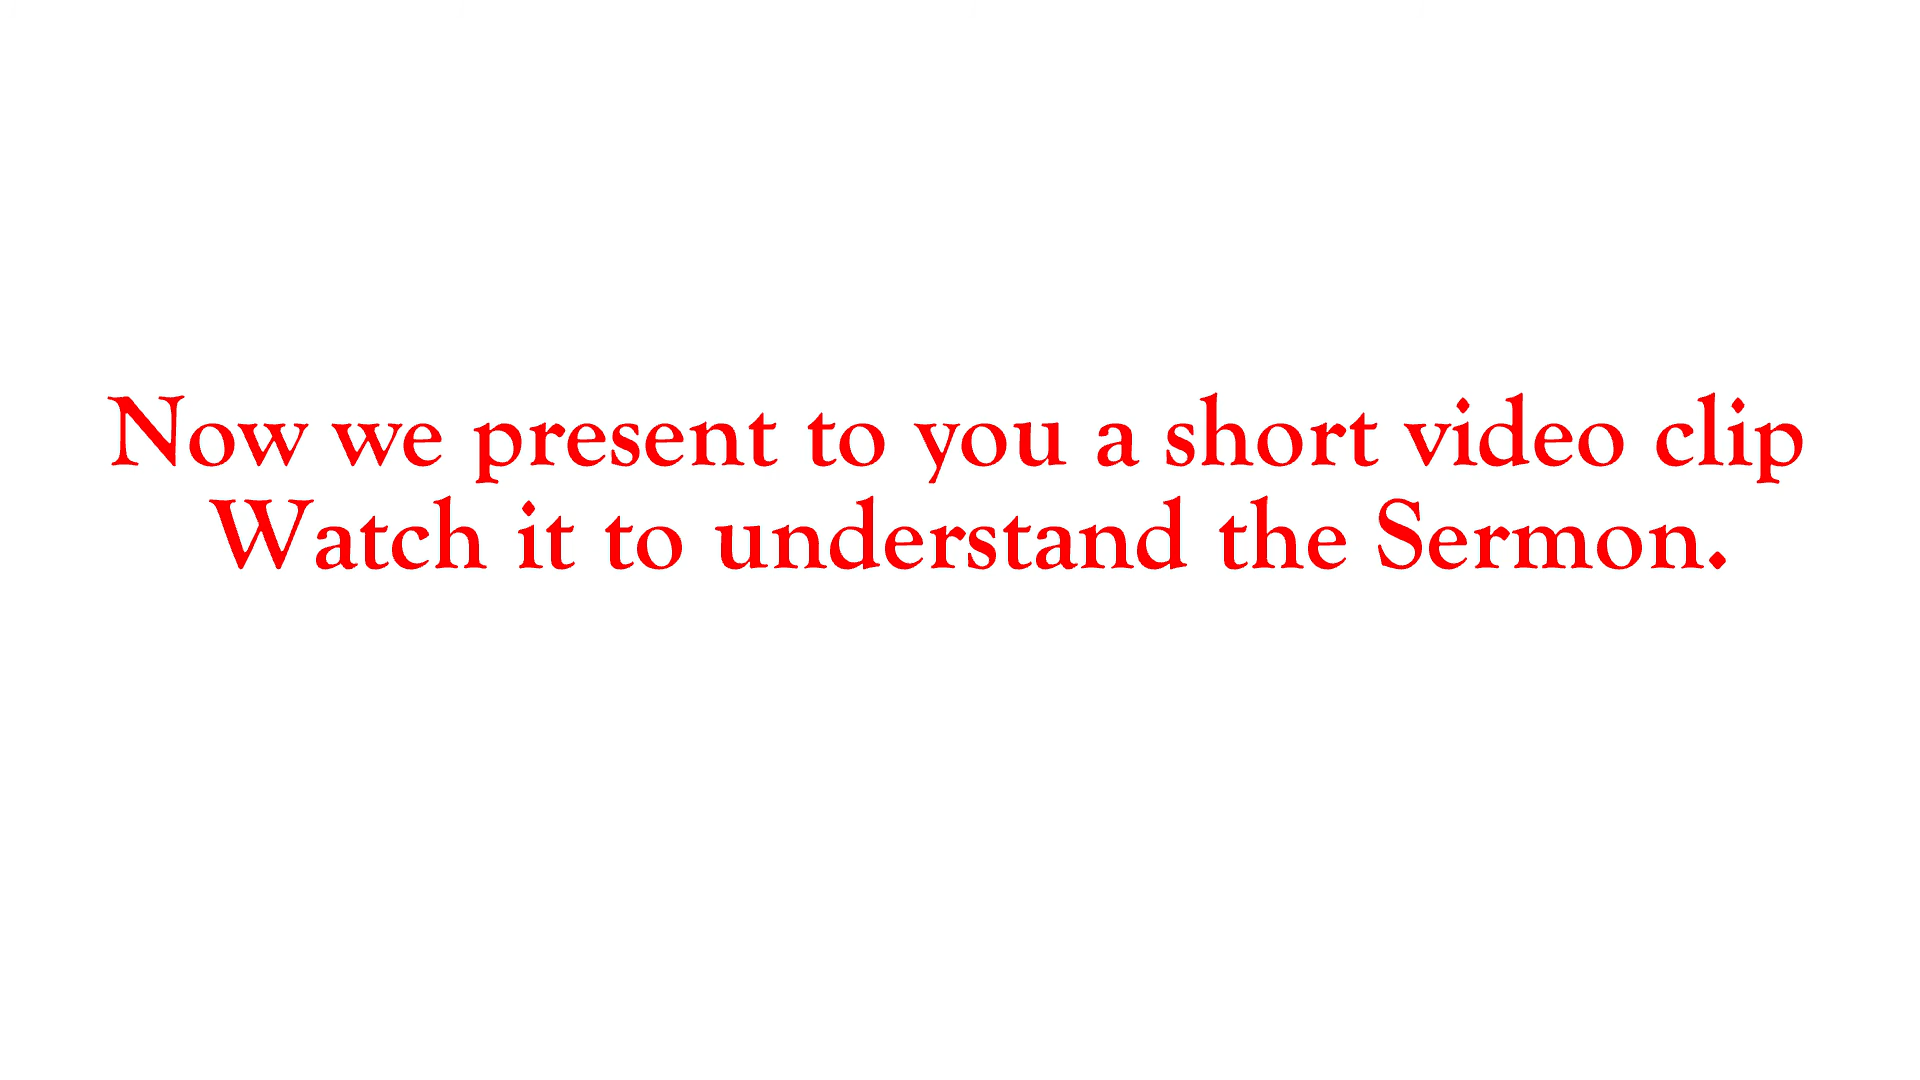 Now we present to you a short video clip
Watch it to understand the Sermon.